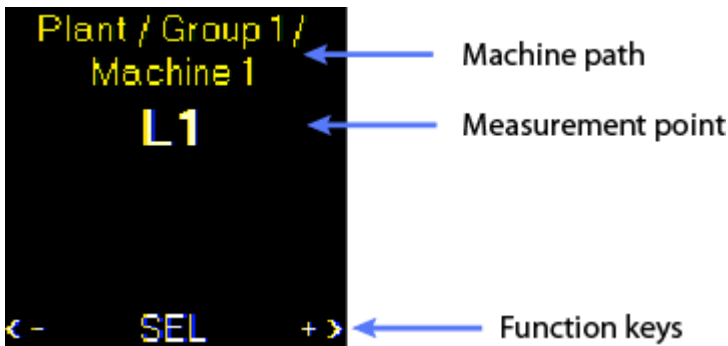 Plant / Group 1 /
Machine 1
Machine path
L1
Measurement point
<- SEL +>
Function keys